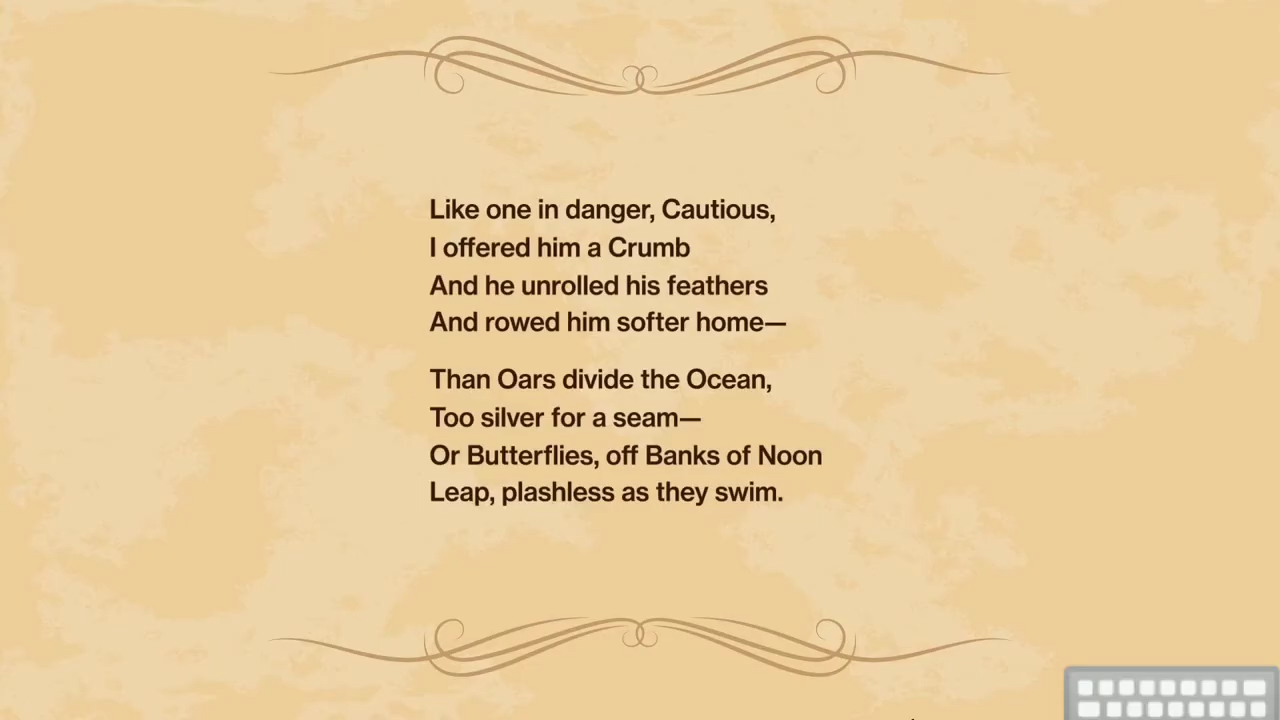 Like one in danger, Cautious,
I offered him a Crumb
And he unrolled his feathers
And rowed him softer home—
Than Oars divide the Ocean,
Too silver for a seam—
Or Butterflies, off Banks of Noon
Leap, plashless as they swim.